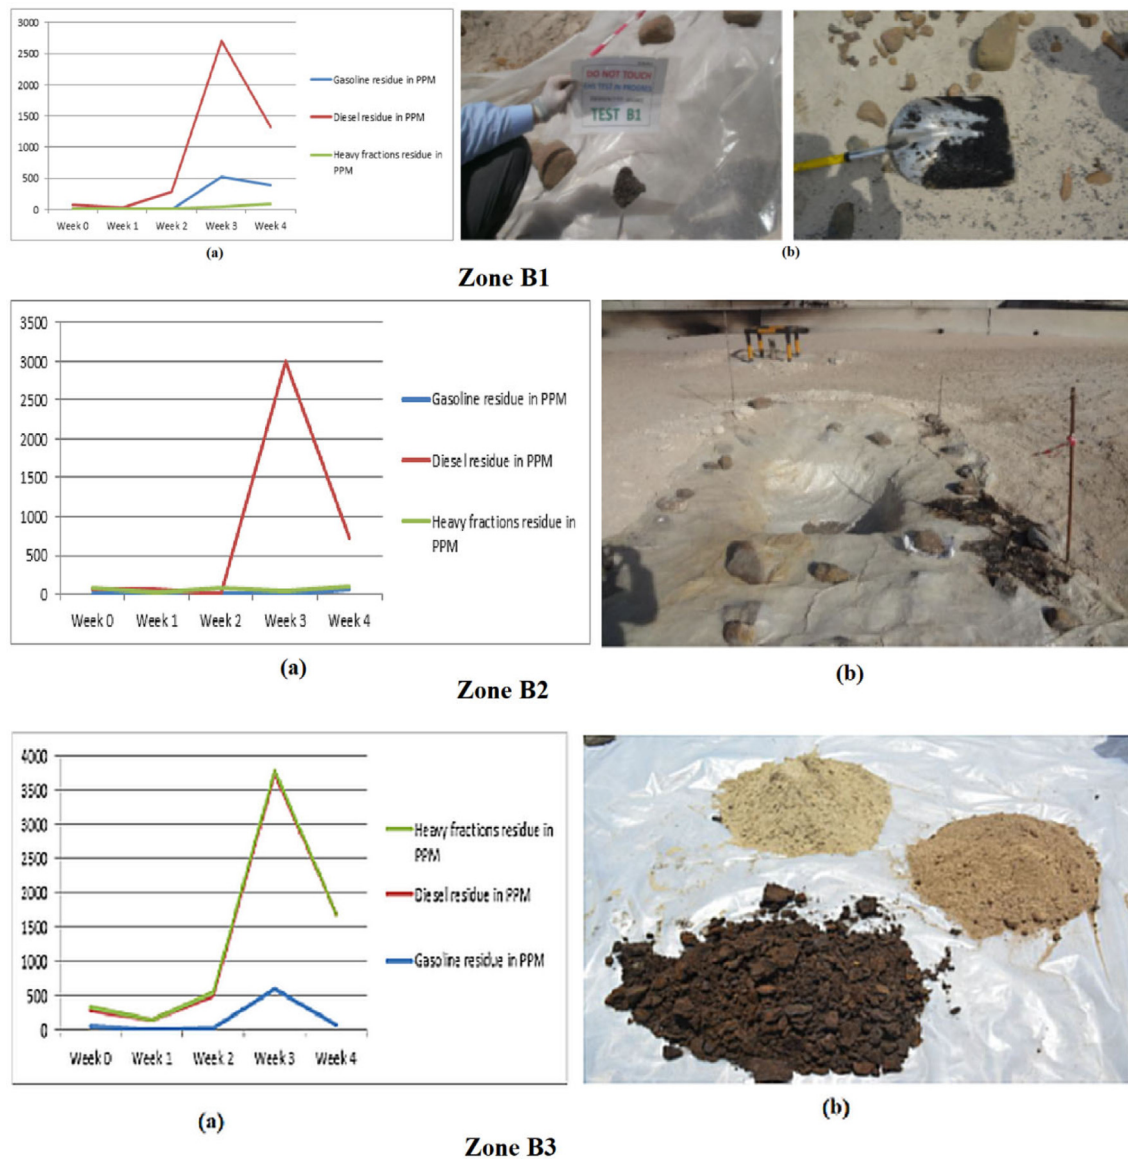 3000
2500
2000
1500
1000
500
0
Week 0 Week 1 Week 2 Week 3 Week 4
Gasoline residue in PPM
Diesel residue in PPM
Heavy fractions residue in
PPM
DO NOT TOUCH
TEST B1
(a)
(b)
Zone B1
3500
3000
2500
2000
1500
1000
500
0
Week 0 Week 1 Week 2 Week 3 Week 4
Gasoline residue in PPM
Diesel residue in PPM
Heavy fractions residue in
PPM
(a)
(b)
Zone B2
4000
3500
3000
2500
2000
1500
1000
500
0
Week 0 Week 1 Week 2 Week 3 Week 4
Heavy fractions residue in
PPM
Diesel residue in PPM
Gasoline residue in PPM
(a)
(b)
Zone B3